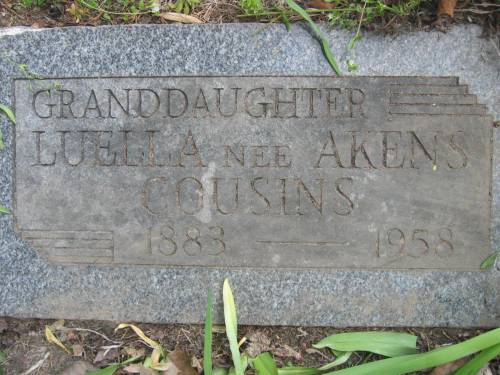 GRANDDAUGHTER
LUELLA NEE AKENS
COUSINS
1883 — 1958